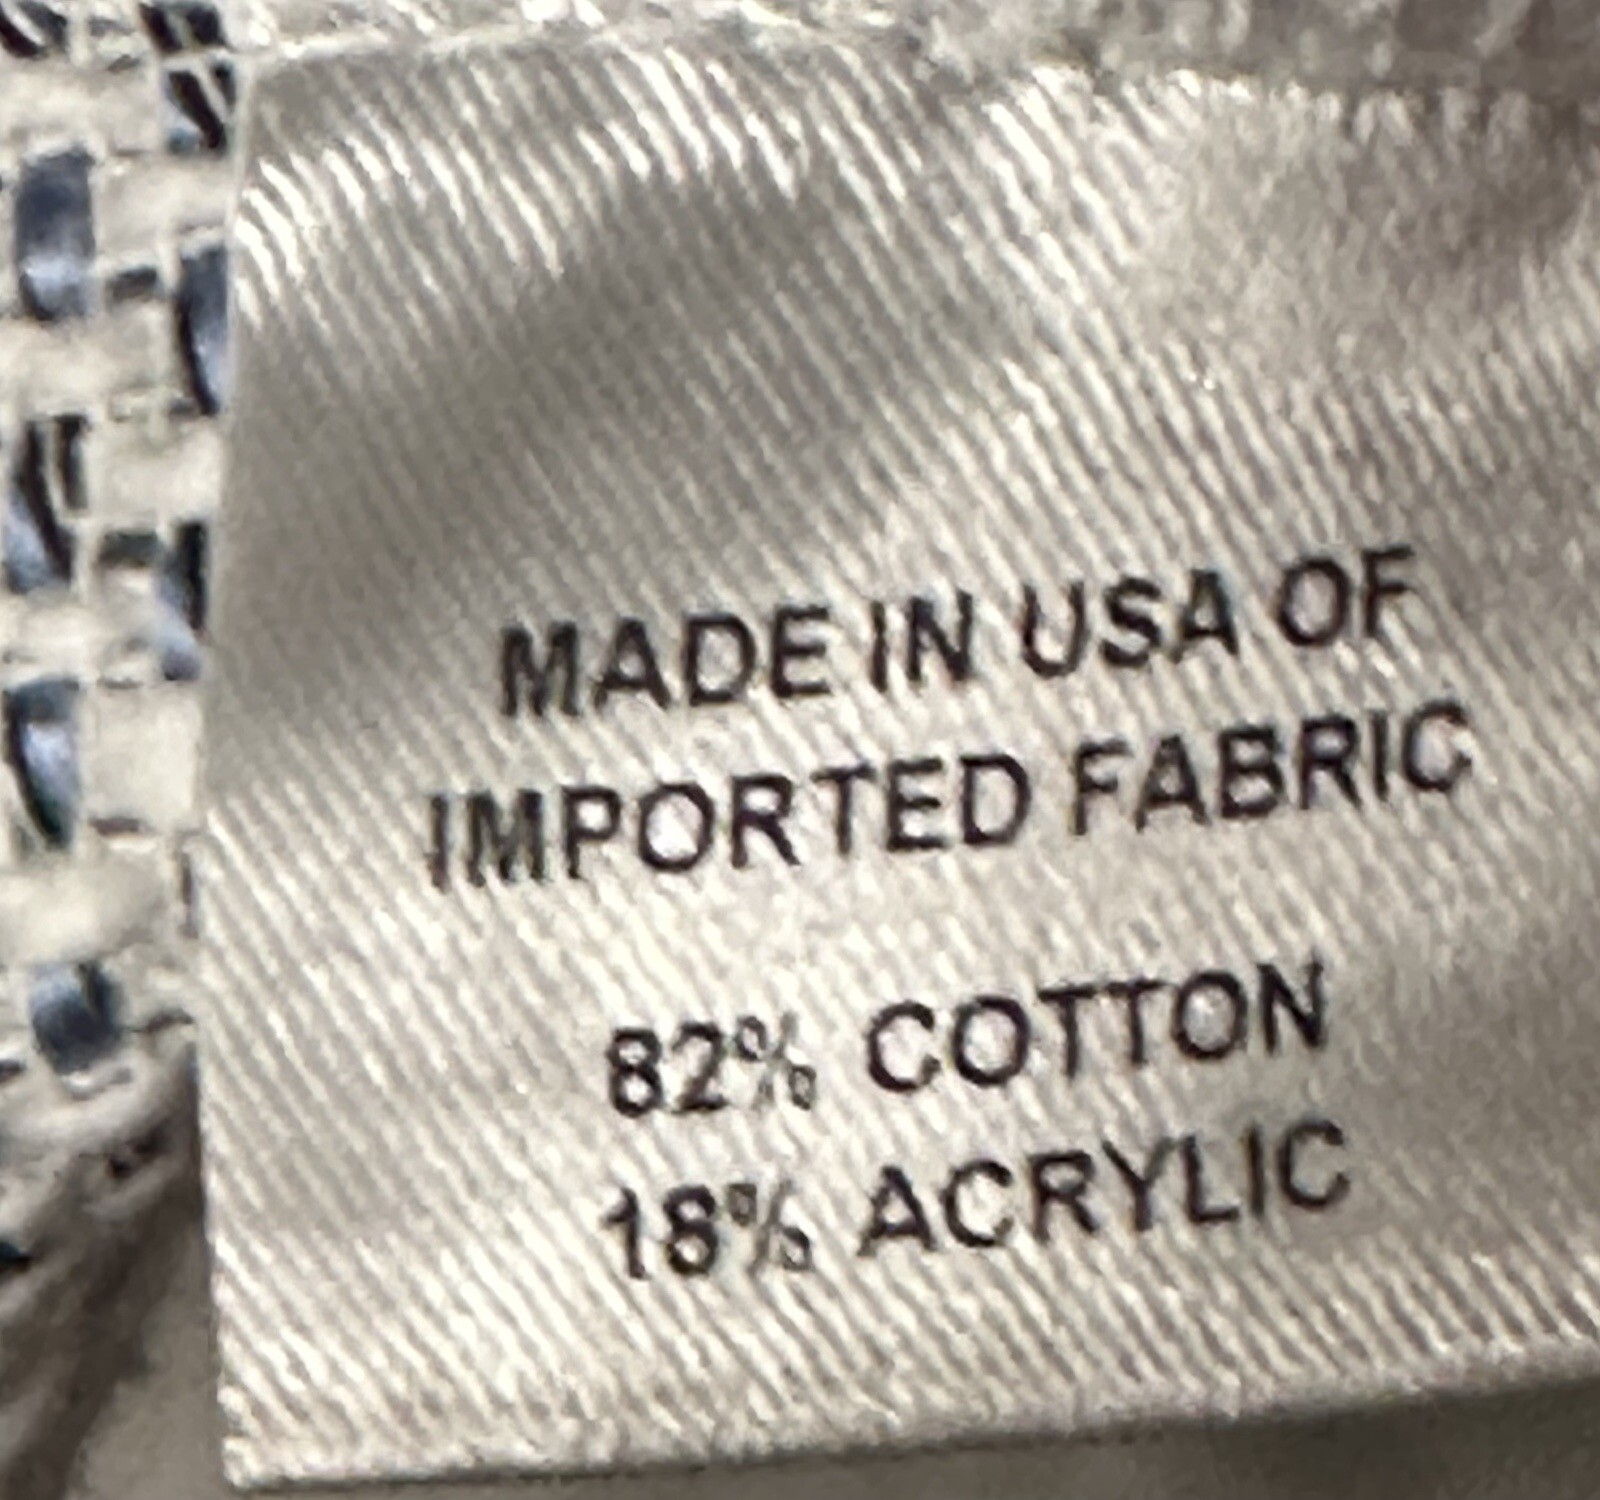 MADE IN USA OF
IMPORTED FABRIC
82% COTTON
18% ACRYLIC